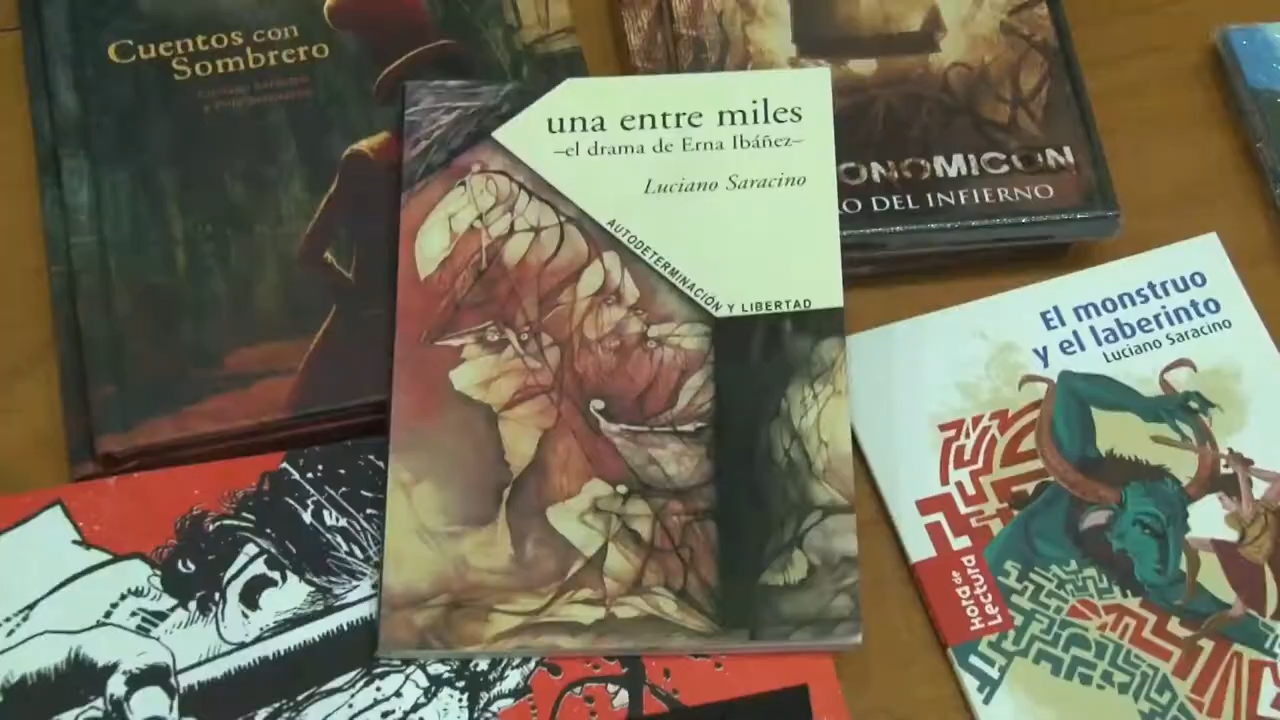 Cuentos con
Sombrero
una entre miles
–el drama de Erna Ibáñez–
Luciano Saracino
AUTODETERMINACIÓN Y LIBERTAD
ONOMICON
RO DEL INFIERNO
El monstruo
y el laberinto
Luciano Saracino
Hora de
Lectura